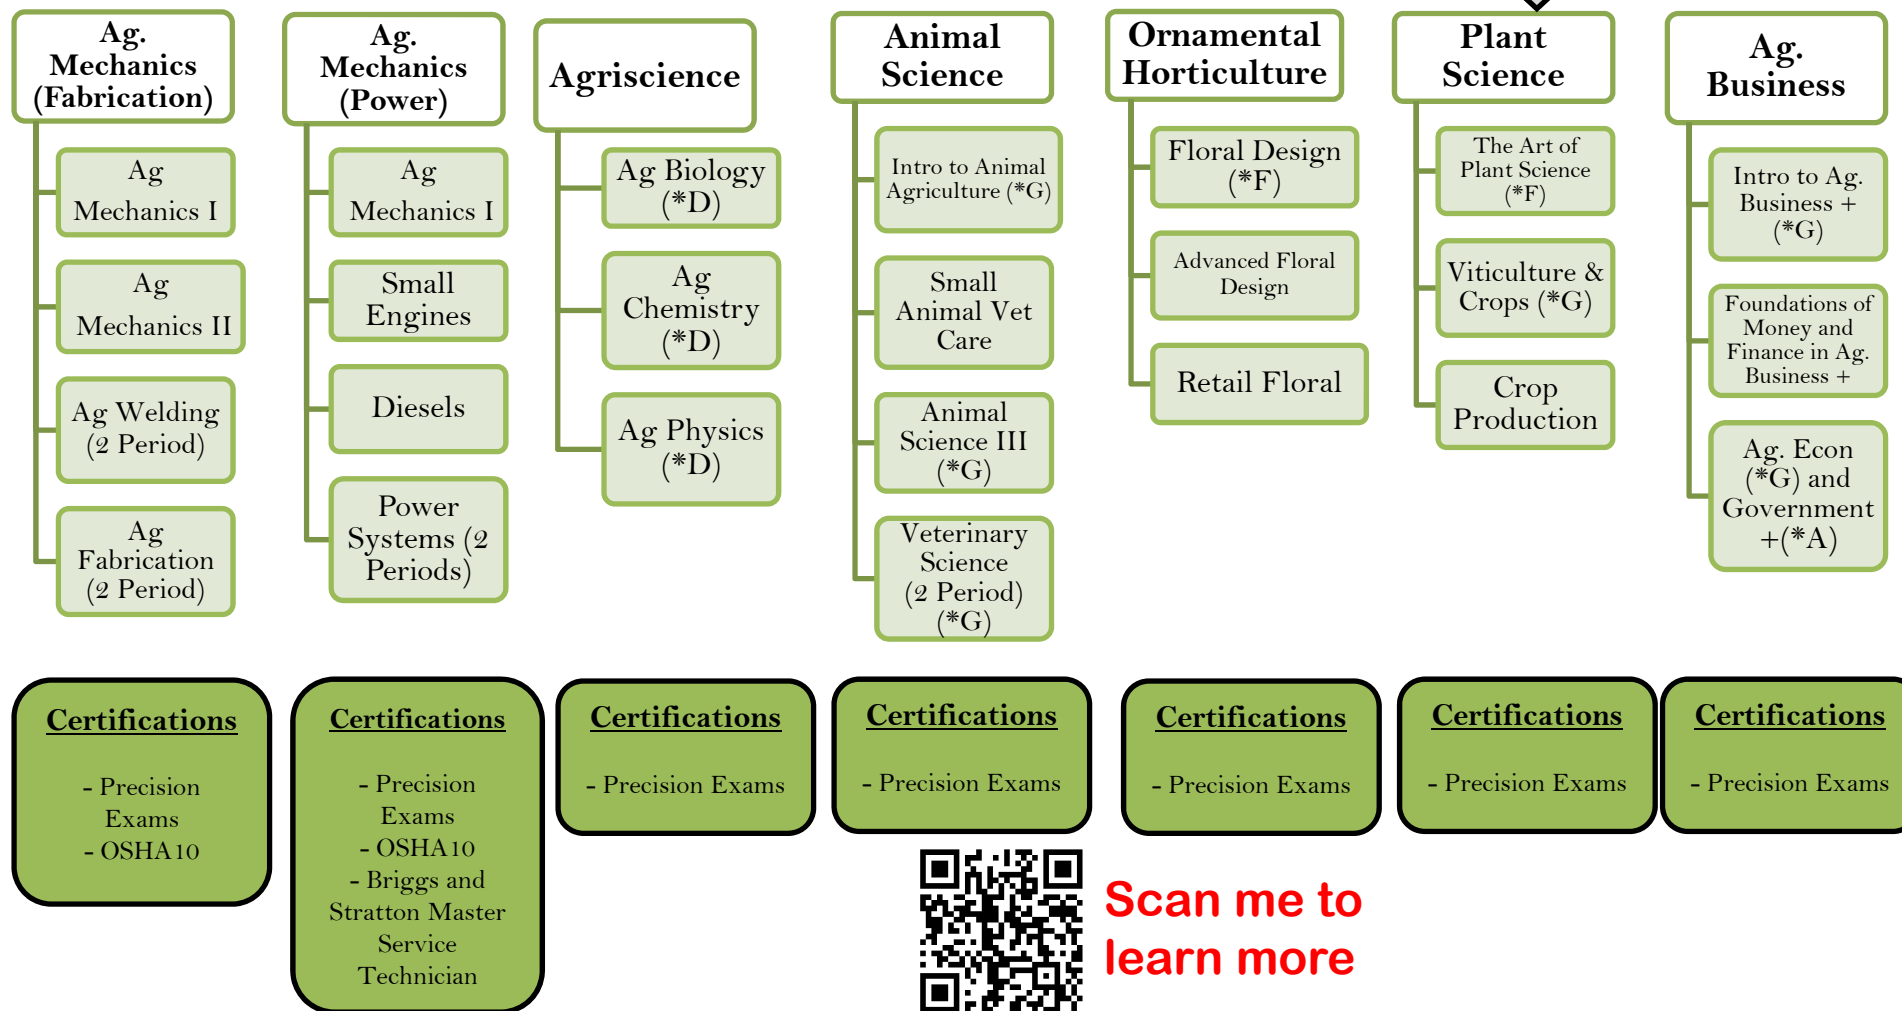 Ag.
Mechanics
(Fabrication)
Ag
Mechanics I
Ag
Mechanics II
Ag Welding
(2 Period)
Ag
Fabrication
(2 Period)
Ag.
Mechanics
(Power)
Ag
Mechanics I
Small
Engines
Diesels
Power
Systems (2
Periods)
Agriscience
Ag Biology
(*D)
Ag
Chemistry
(*D)
Ag Physics
(*D)
Animal
Science
Intro to Animal
Agriculture (*G)
Small
Animal Vet
Care
Animal
Science III
(*G)
Veterinary
Science
(2 Period)
(*G)
Ornamental
Horticulture
Floral Design
(*F)
Advanced Floral
Design
Retail Floral
Plant
Science
The Art of
Plant Science
(*F)
Viticulture &
Crops (*G)
Crop
Production
Ag.
Business
Intro to Ag.
Business +
(*G)
Foundations of
Money and
Finance in Ag.
Business +
Ag. Econ
(*G) and
Government
+(*A)
Certifications
- Precision
Exams
- OSHA10
Certifications
- Precision
Exams
- OSHA10
- Briggs and
Stratton Master
Service
Technician
Certifications
- Precision Exams
Certifications
- Precision Exams
Certifications
- Precision Exams
Certifications
- Precision Exams
Certifications
- Precision Exams
Scan me to
learn more